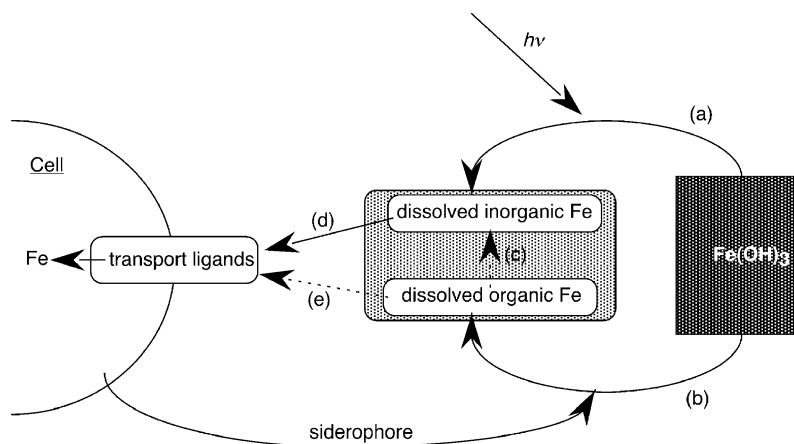 hν
(a)
Cell
dissolved inorganic Fe
(d)
Fe
transport ligands
(c)
Fe(OH)3
(e)
dissolved organic Fe
(b)
siderophore